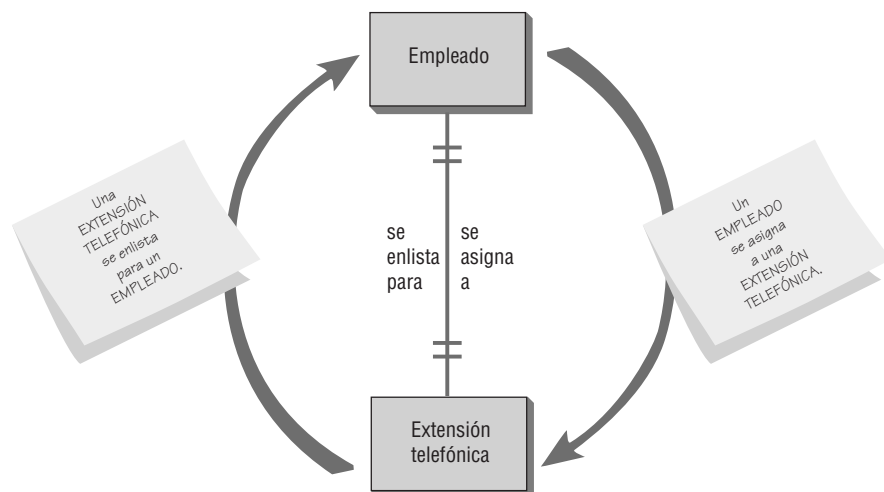 Empleado
Una
EXTENSIÓN
TELEFÓNICA
se enlista
para un
EMPLEADO.
se
enlista
para
se
asigna
a
Un
EMPLEADO
se asigna
a una
EXTENSIÓN
TELEFÓNICA.
Extensión
telefónica